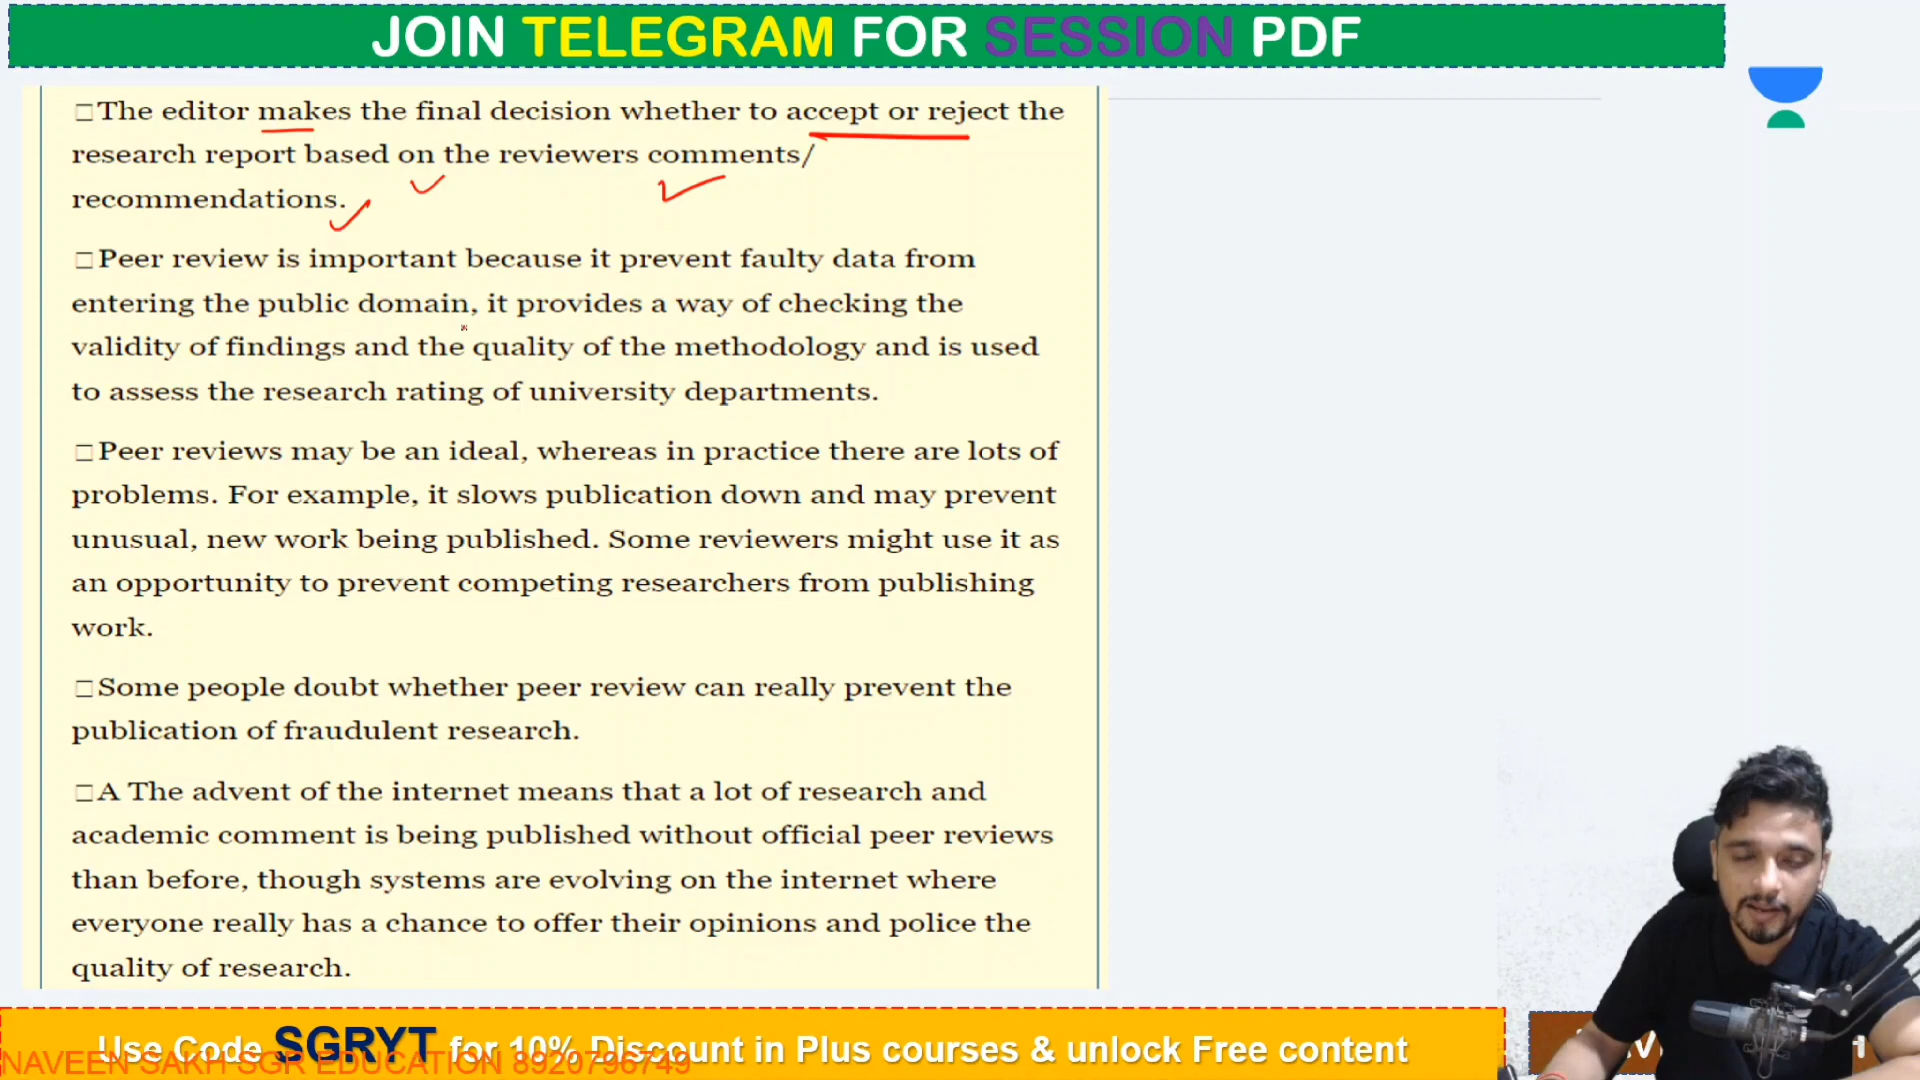 JOIN TELEGRAM FOR SESSION PDF
□The editor makes the final decision whether to accept or reject the
research report based on the reviewers comments/
recommendations.
□Peer review is important because it prevent faulty data from
entering the public domain, it provides a way of checking the
validity of findings and the quality of the methodology and is used
to assess the research rating of university departments.
□Peer reviews may be an ideal, whereas in practice there are lots of
problems. For example, it slows publication down and may prevent
unusual, new work being published. Some reviewers might use it as
an opportunity to prevent competing researchers from publishing
work.
□Some people doubt whether peer review can really prevent the
publication of fraudulent research.
□A The advent of the internet means that a lot of research and
academic comment is being published without official peer reviews
than before, though systems are evolving on the internet where
everyone really has a chance to offer their opinions and police the
quality of research.
Use Code SGRYT for 10% Discount in Plus courses & unlock Free content
NAVEEN SAKH SGR EDUCATION 8920796749